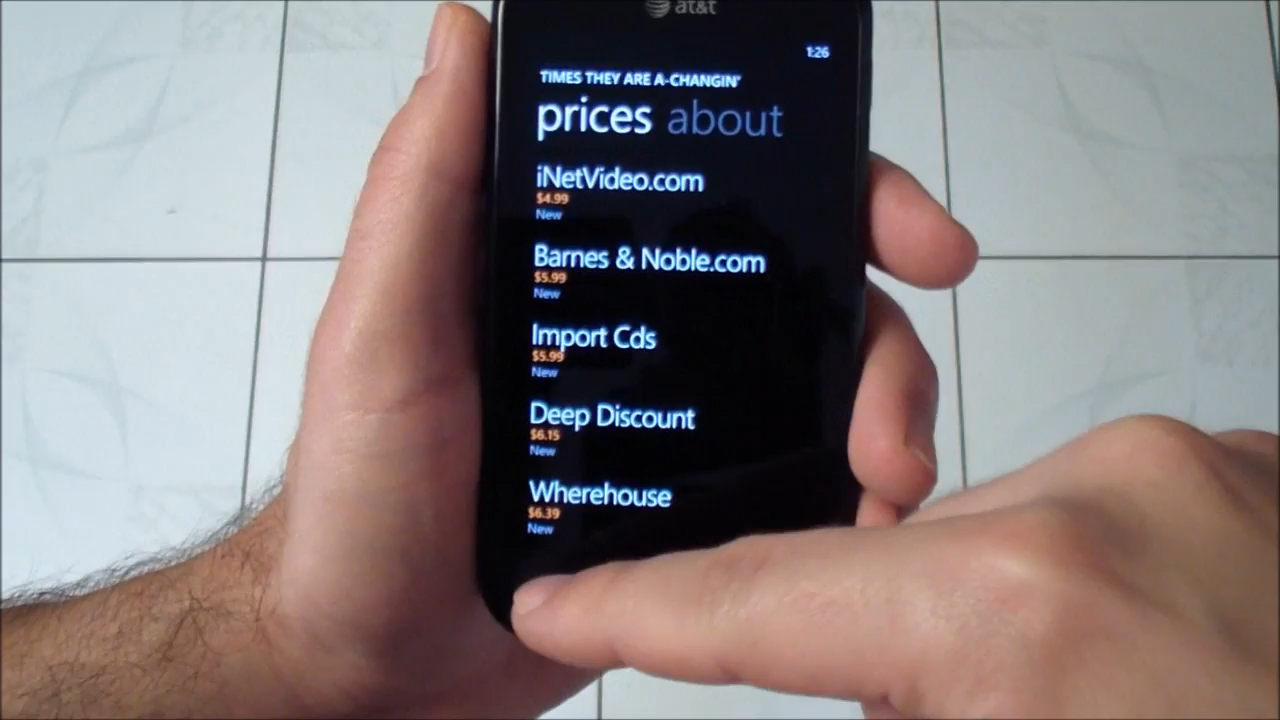 at&t
1:26
TIMES THEY ARE A-CHANGIN'
prices about
iNetVideo.com
$4.99
New
Barnes & Noble.com
$5.99
New
Import Cds
$5.99
New
Deep Discount
$6.15
New
Wherehouse
$6.39
New